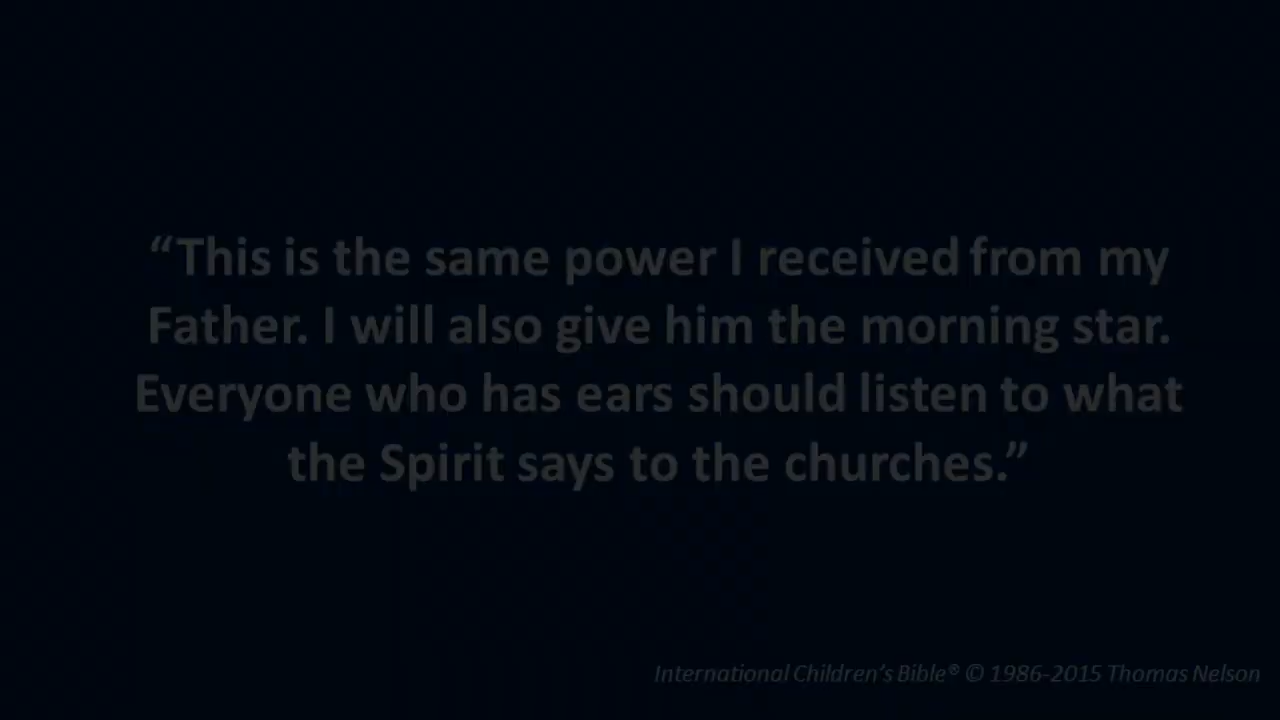 “This is the same power I received from my
Father. I will also give him the morning star.
Everyone who has ears should listen to what
the Spirit says to the churches.”
International Children’s Bible® © 1986-2015 Thomas Nelson